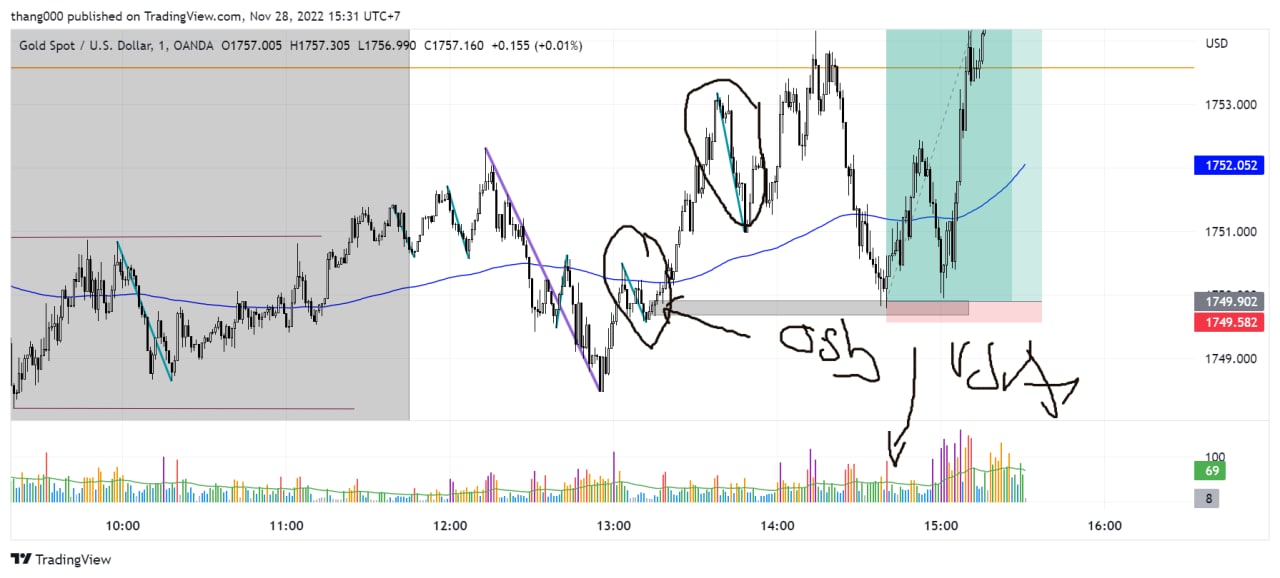 thang000 published on TradingView.com, Nov 28, 2022 15:31 UTC+7
Gold Spot / U.S. Dollar, 1, OANDA O1757.005 H1757.305 L1756.990 C1757.160 +0.155 (+0.01%)
USD
1753.000
1752.052
1751.000
1749.902
1749.582
1749.000
100
69
8
10:00 11:00 12:00 13:00 14:00 15:00 16:00
TradingView